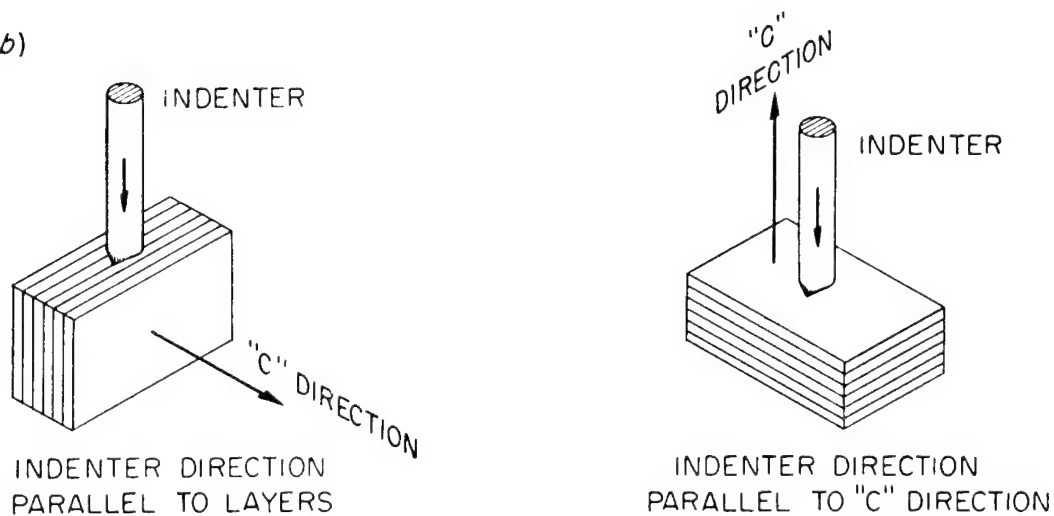 b)
INDENTER
"C" DIRECTION
INDENTER DIRECTION
PARALLEL TO LAYERS
"C"
DIRECTION
INDENTER
INDENTER DIRECTION
PARALLEL TO "C" DIRECTION